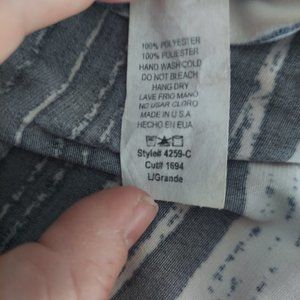 100% POLYESTER
100% POLIESTER
HAND WASH COLD
DO NOT BLEACH
HANG DRY
LAVE FRIO MANO
NO USAR CLORO
MADE IN U.S.A
HECHO EN EUA
Style# 4259-C
Cut# 1694
L/Grande